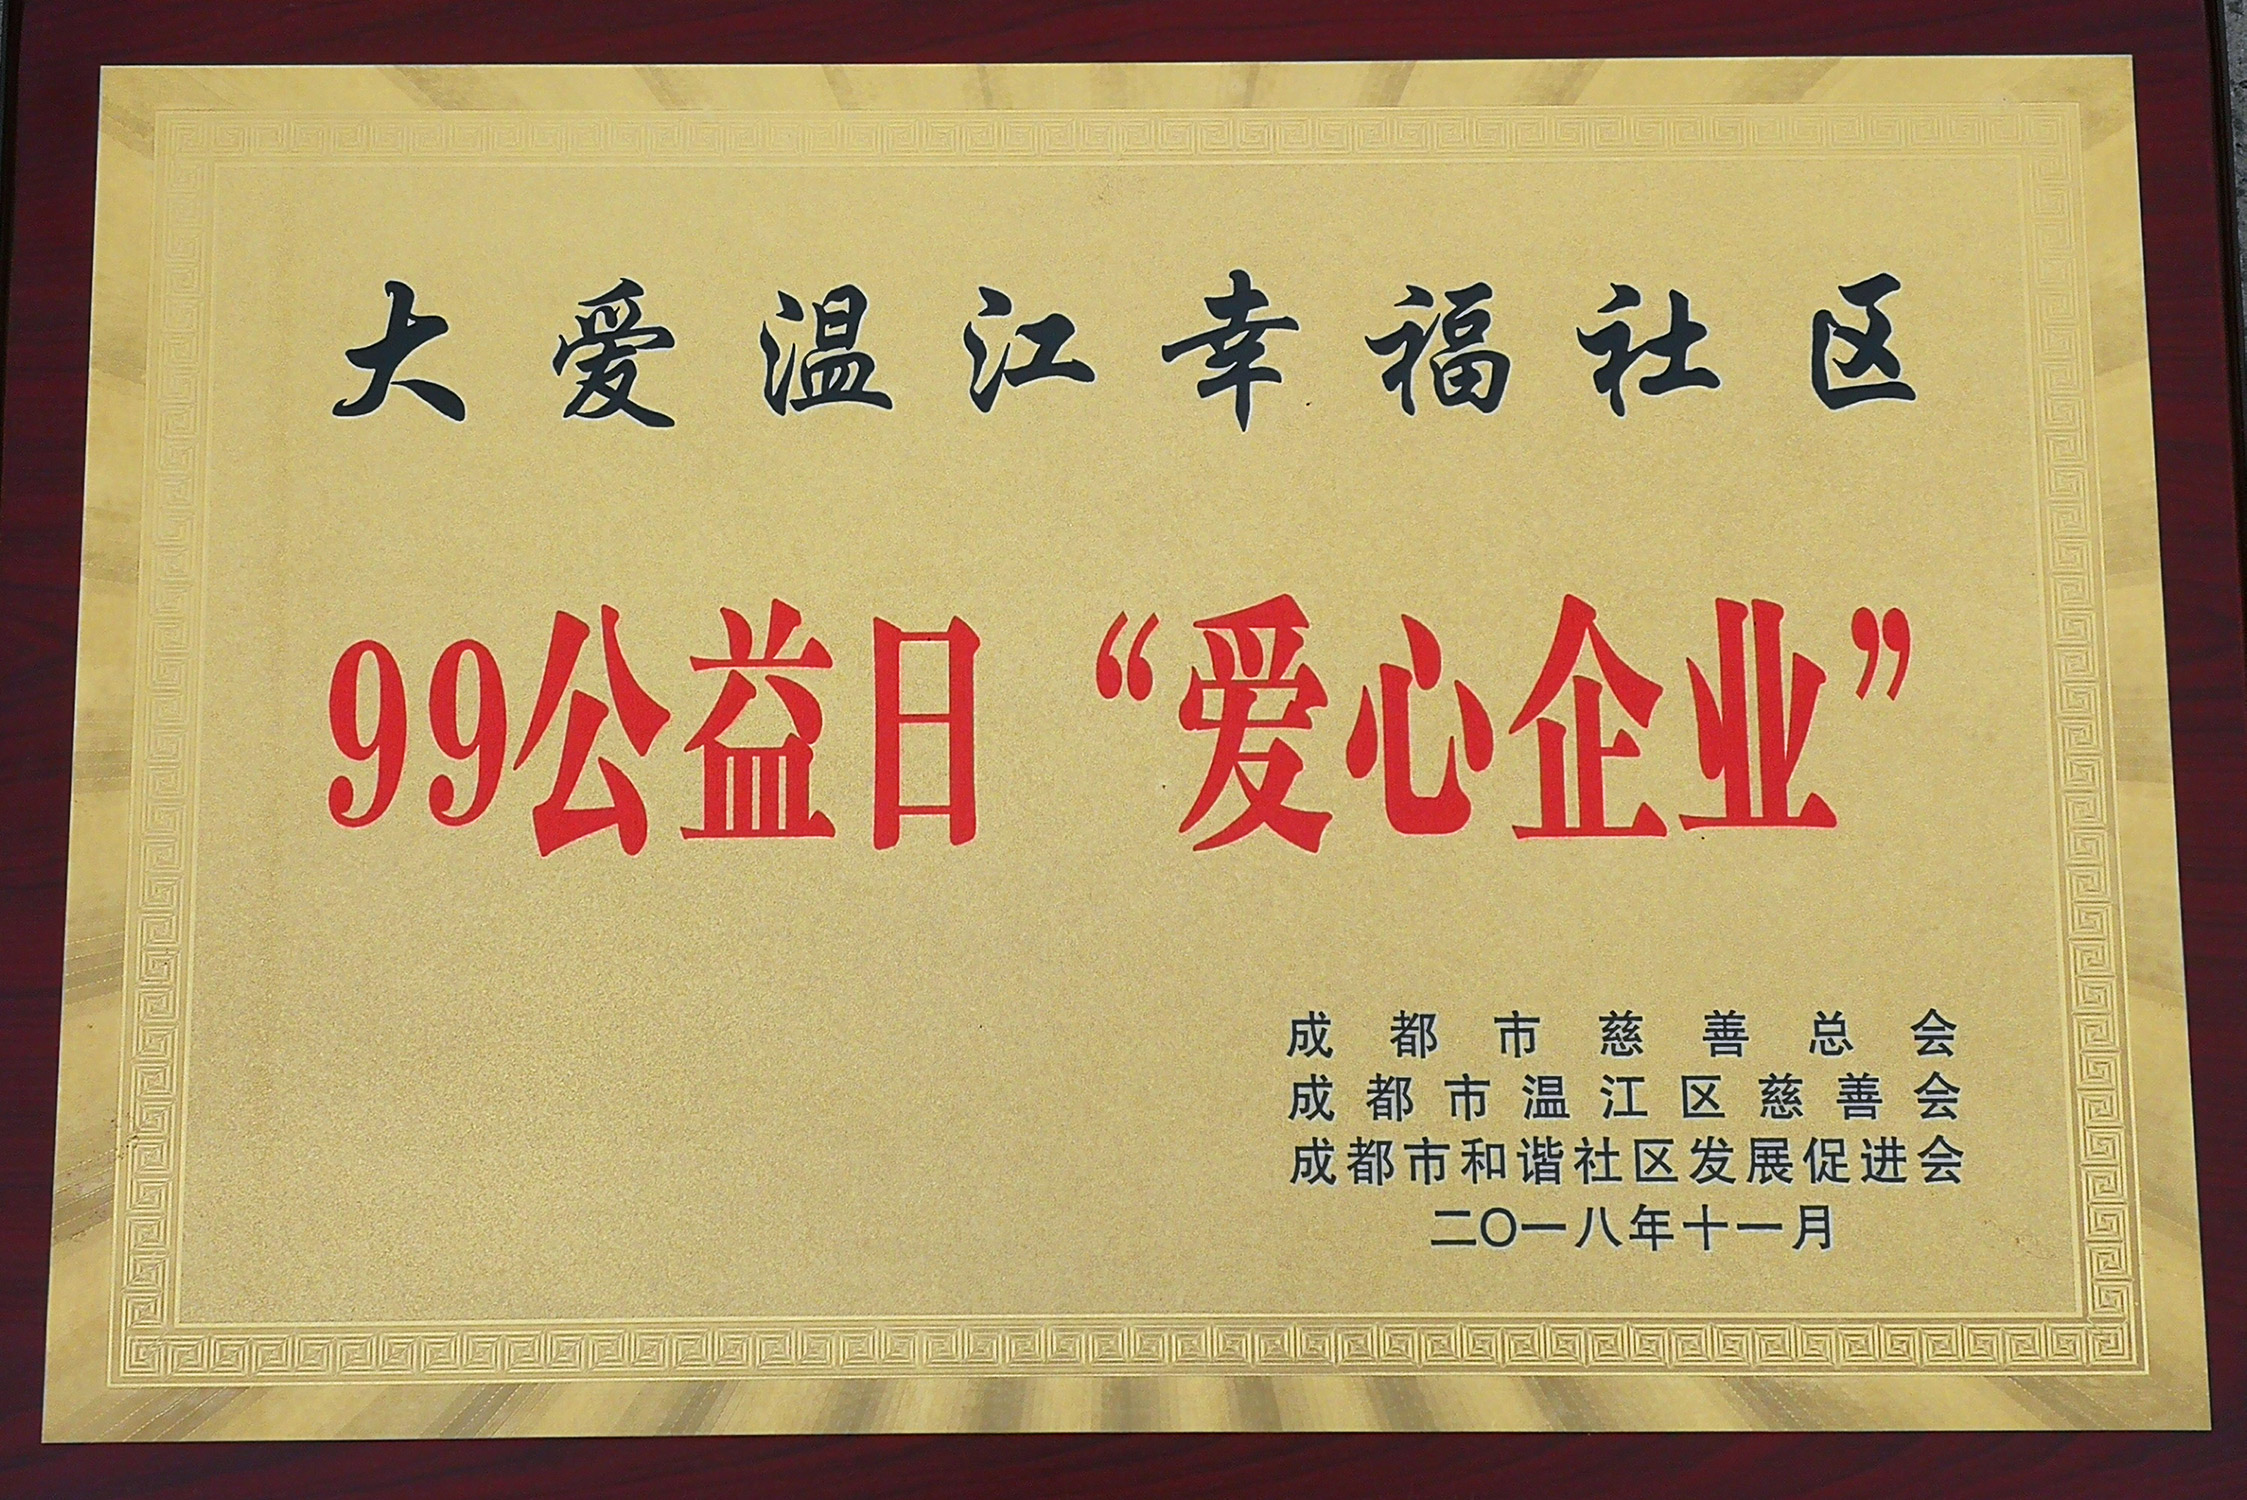 大爱温江幸福社区
99公益日“爱心企业”
成都市慈善总会
成都市温江区慈善会
成都市和谐社区发展促进会
二〇一八年十一月